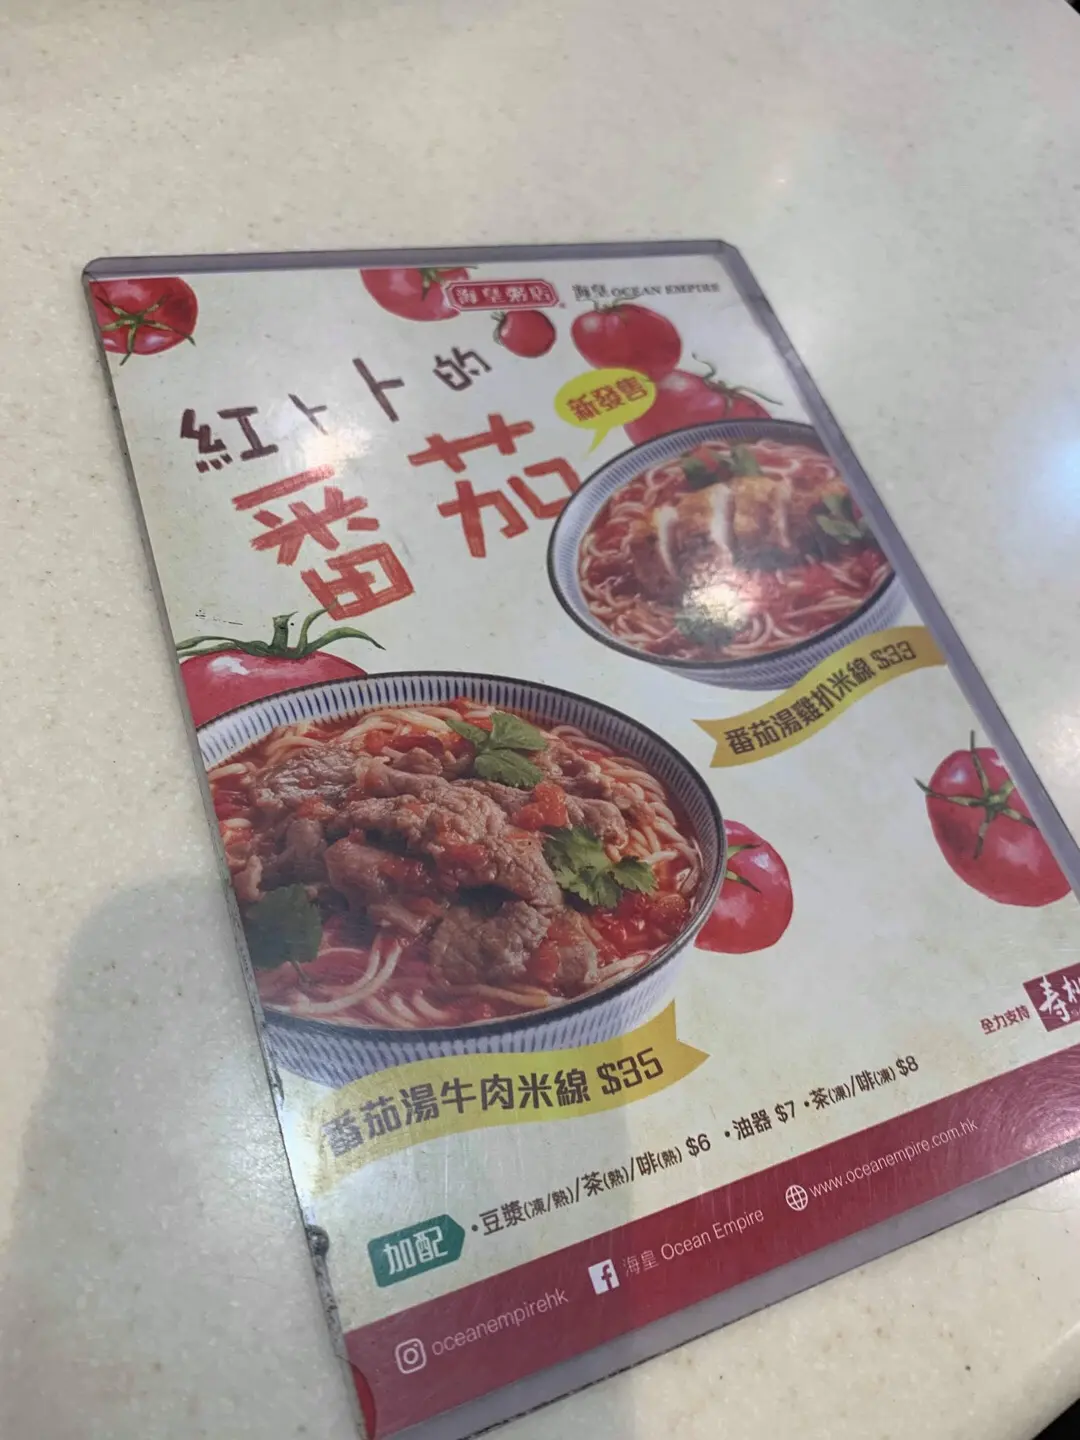 海皇粥店
海皇 OCEAN EMPIRE
紅卜卜的
番茄
新發售
番茄湯雞扒米線 $33
番茄湯牛肉米線 $35
全力支持 壽桃
加配
•豆漿(凍/熱)/茶(熱)/啡(熱) $6 •油器 $7 •茶(凍)/啡(凍) $8
oceanempirehk
海皇 Ocean Empire
www.oceanempire.com.hk